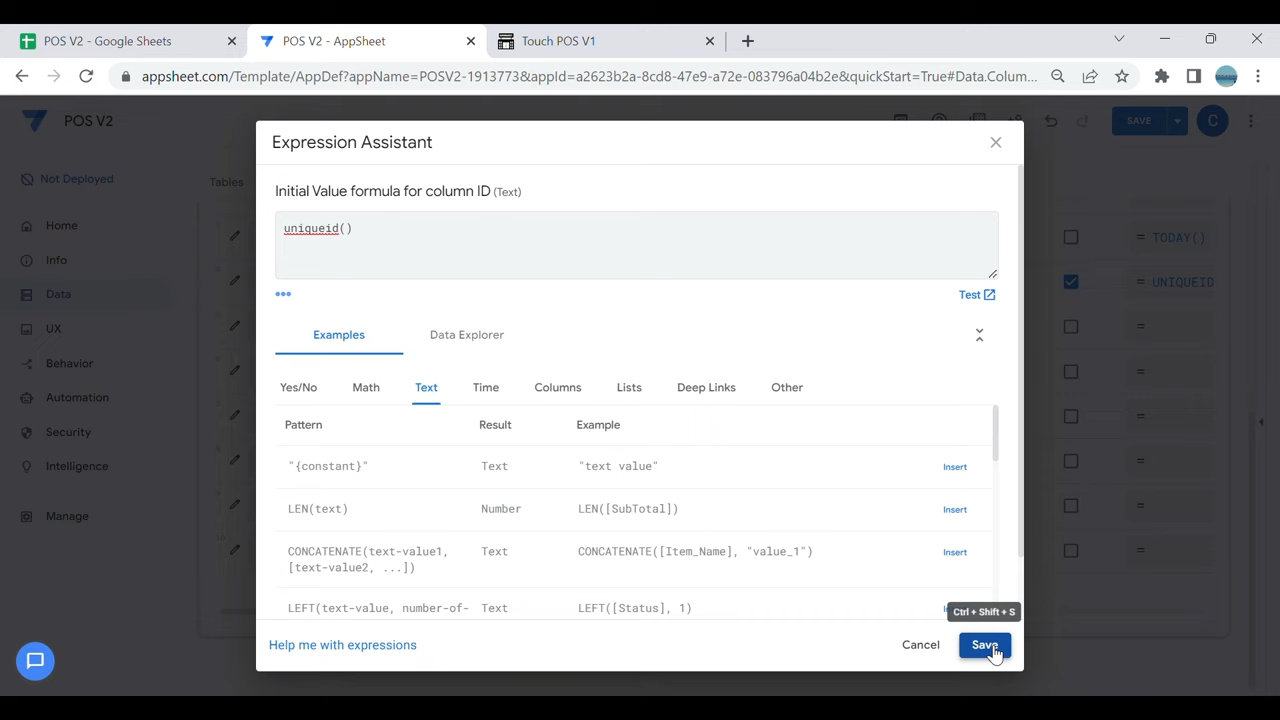 POS V2 - Google Sheets
POS V2 - AppSheet
Touch POS V1
appsheet.com/Template/AppDef?appName=POSV2-1913773&appId=a2623b2a-8cd8-47e9-a72e-083796a04b2e&quickStart=True#Data.Colum...
POS V2
SAVE
C
Not Deployed
Tables
Home
Info
Data
UX
Behavior
Automation
Security
Intelligence
Manage
= TODAY()
= UNIQUEID
=
=
=
=
=
=
Expression Assistant
Initial Value formula for column ID (Text)
uniqueid()
Test
Examples
Data Explorer
Yes/No Math Text Time Columns Lists Deep Links Other
Pattern Result Example
"{constant}" Text "text value" Insert
LEN(text) Number LEN([SubTotal]) Insert
CONCATENATE(text-value1, Text CONCATENATE([Item_Name], "value_1") Insert
[text-value2, ...])
LEFT(text-value, number-of- Text LEFT([Status], 1)
Ctrl + Shift + S
Help me with expressions
Cancel
Save